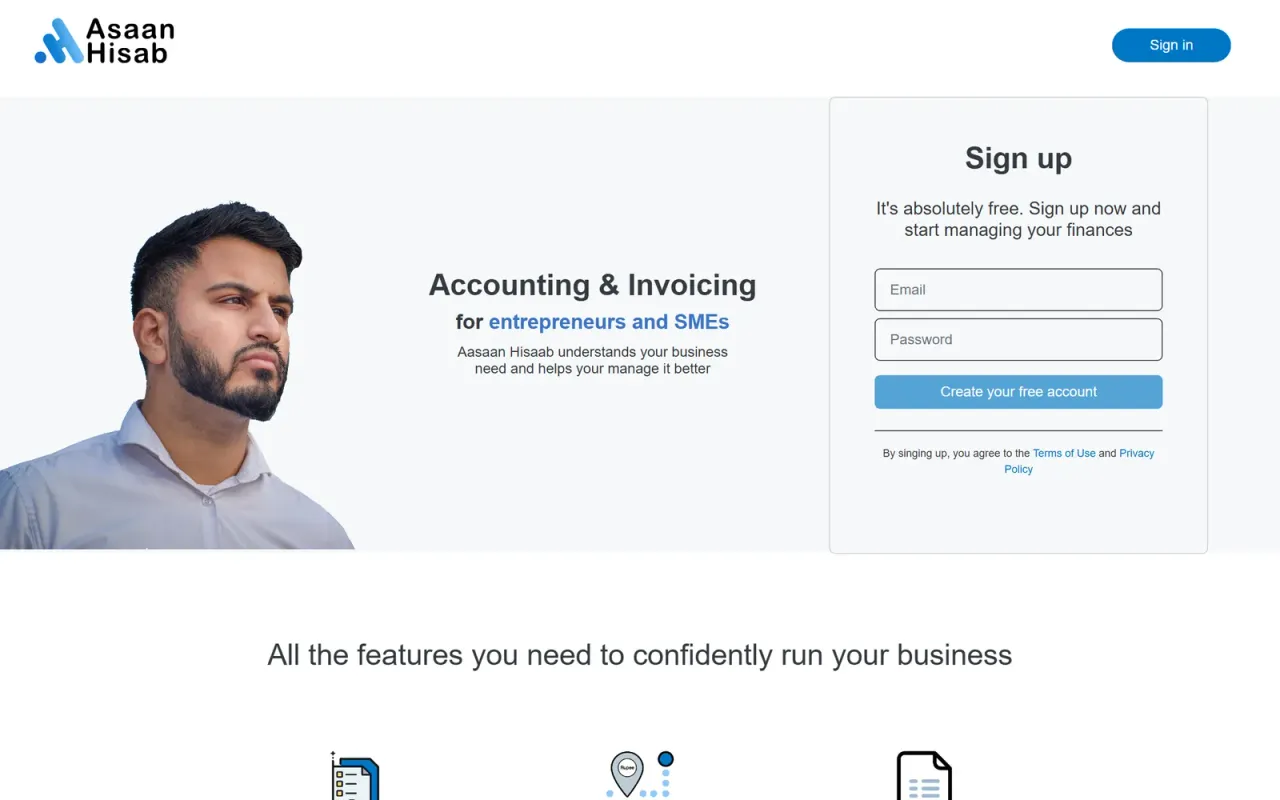 Asaan
Hisab
Sign in
Accounting & Invoicing
for entrepreneurs and SMEs
Aasaan Hisaab understands your business
need and helps your manage it better
Sign up
It's absolutely free. Sign up now and
start managing your finances
Email
Password
Create your free account
By singing up, you agree to the Terms of Use and Privacy
Policy
All the features you need to confidently run your business
Rupee